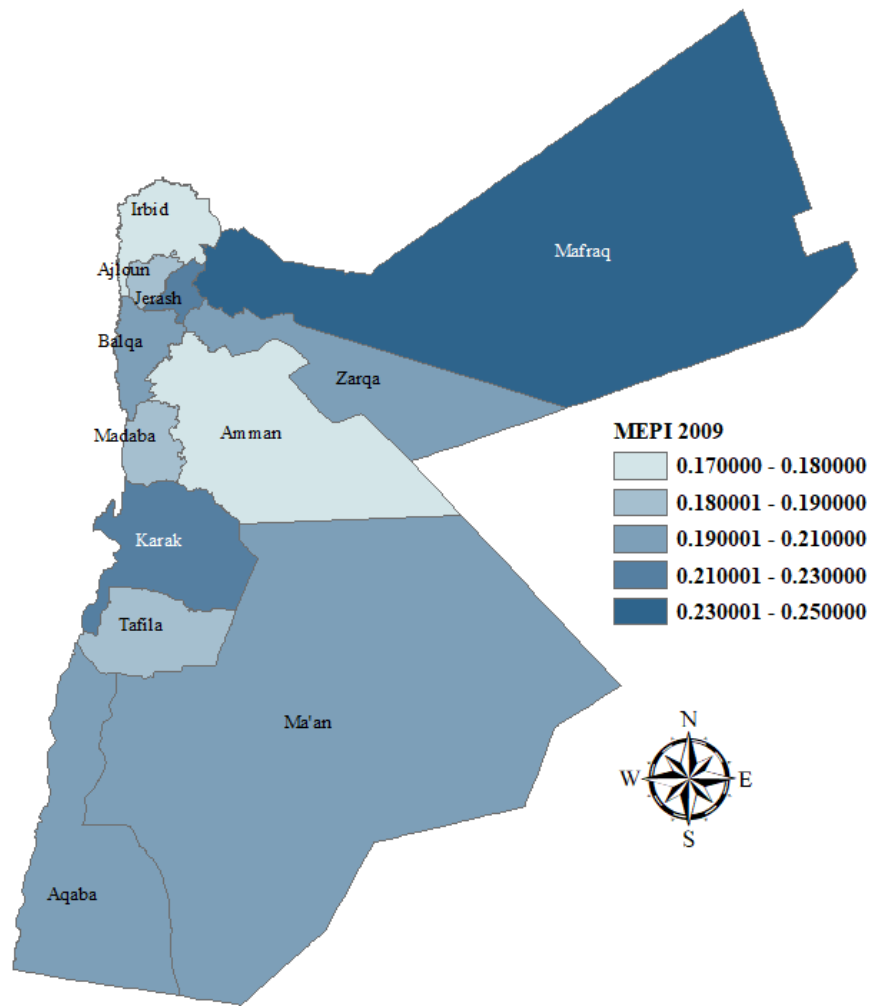 Irbid
Mafraq
Ajloun
Jerash
Balqa
Zarqa
Amman
Madaba
MEPI 2009
0.170000 - 0.180000
0.180001 - 0.190000
0.190001 - 0.210000
0.210001 - 0.230000
0.230001 - 0.250000
Karak
Tafila
Ma'an
N
W E
S
Aqaba